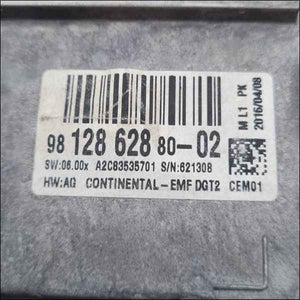 ML1 PK
2016/04/08
98 128 628 80-02
SW:06.00x A2C83535701 S/N:621308
HW:AG CONTINENTAL-EMF DGT2 CEM01